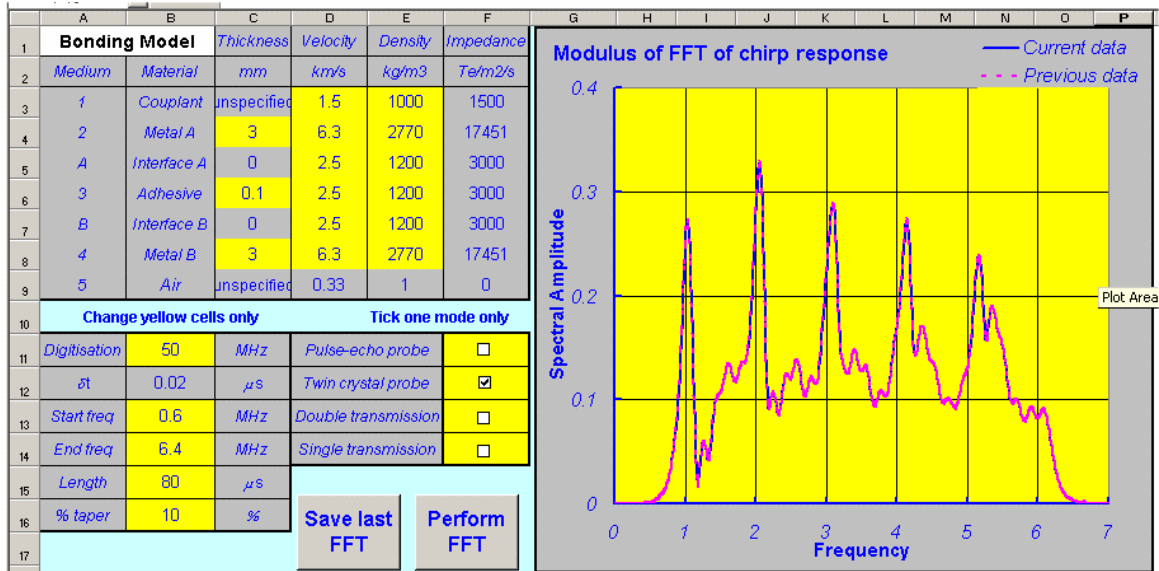 A B C D E F G H I J K L M N O P
1 Bonding Model Thickness Velocity Density Impedance
2 Medium Material mm km/s kg/m3 Te/m2/s
3 1 Couplant unspecified 1.5 1000 1500
4 2 Metal A 3 6.3 2770 17451
5 A Interface A 0 2.5 1200 3000
6 3 Adhesive 0.1 2.5 1200 3000
7 B Interface B 0 2.5 1200 3000
8 4 Metal B 3 6.3 2770 17451
9 5 Air unspecified 0.33 1 0
10 Change yellow cells only Tick one mode only
11 Digitisation 50 MHz Pulse-echo probe
12 δt 0.02 μs Twin crystal probe
13 Start freq 0.6 MHz Double transmission
14 End freq 6.4 MHz Single transmission
15 Length 80 μs
16 % taper 10 %
17
Save last FFT
Perform FFT
Modulus of FFT of chirp response
Current data
Previous data
Spectral Amplitude
0.4
0.3
0.2
0.1
0
0 1 2 3 4 5 6 7
Frequency
Plot Area